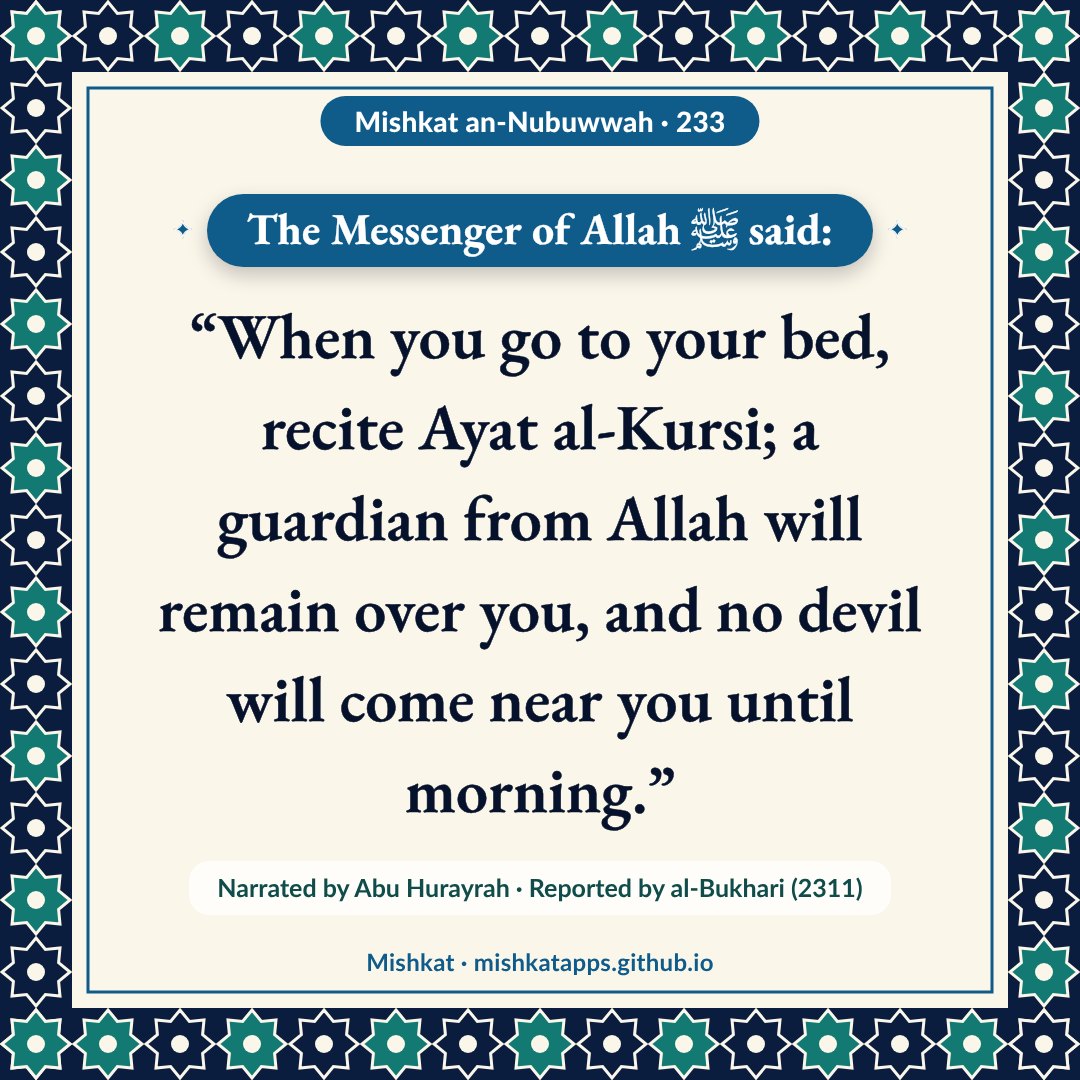 Mishkat an-Nubuwwah · 233
The Messenger of Allah ﷺ said:
“When you go to your bed,
recite Ayat al-Kursi; a
guardian from Allah will
remain over you, and no devil
will come near you until
morning.”
Narrated by Abu Hurayrah · Reported by al-Bukhari (2311)
Mishkat · mishkatapps.github.io